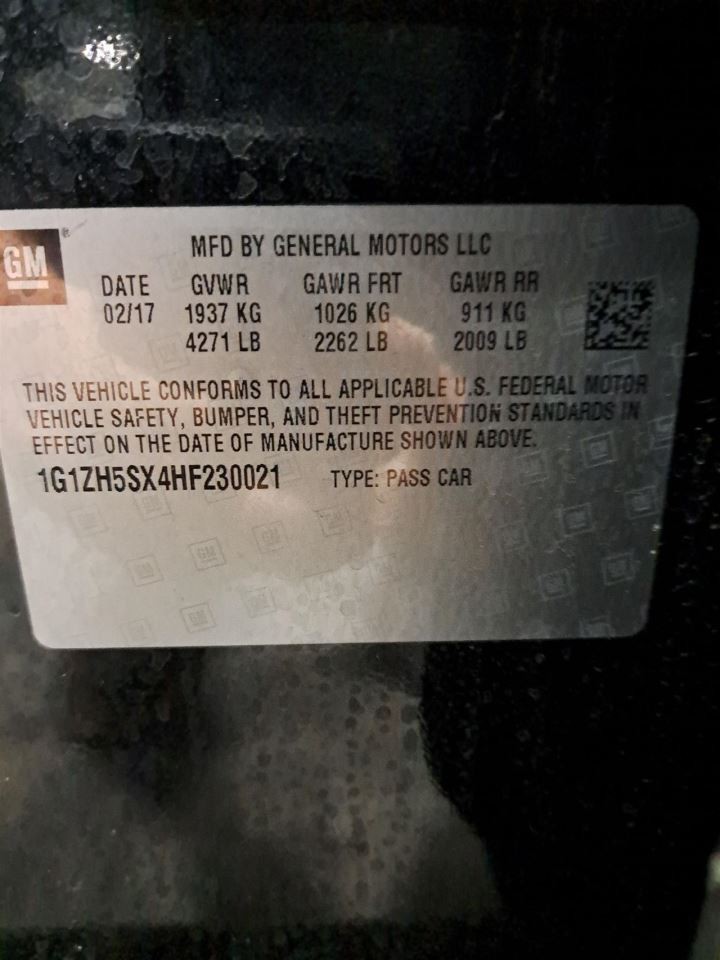 GM
MFD BY GENERAL MOTORS LLC
DATE GVWR GAWR FRT GAWR RR
02/17 1937 KG 1026 KG 911 KG
4271 LB 2262 LB 2009 LB
THIS VEHICLE CONFORMS TO ALL APPLICABLE U.S. FEDERAL MOTOR
VEHICLE SAFETY, BUMPER, AND THEFT PREVENTION STANDARDS IN
EFFECT ON THE DATE OF MANUFACTURE SHOWN ABOVE.
1G1ZH5SX4HF230021 TYPE: PASS CAR